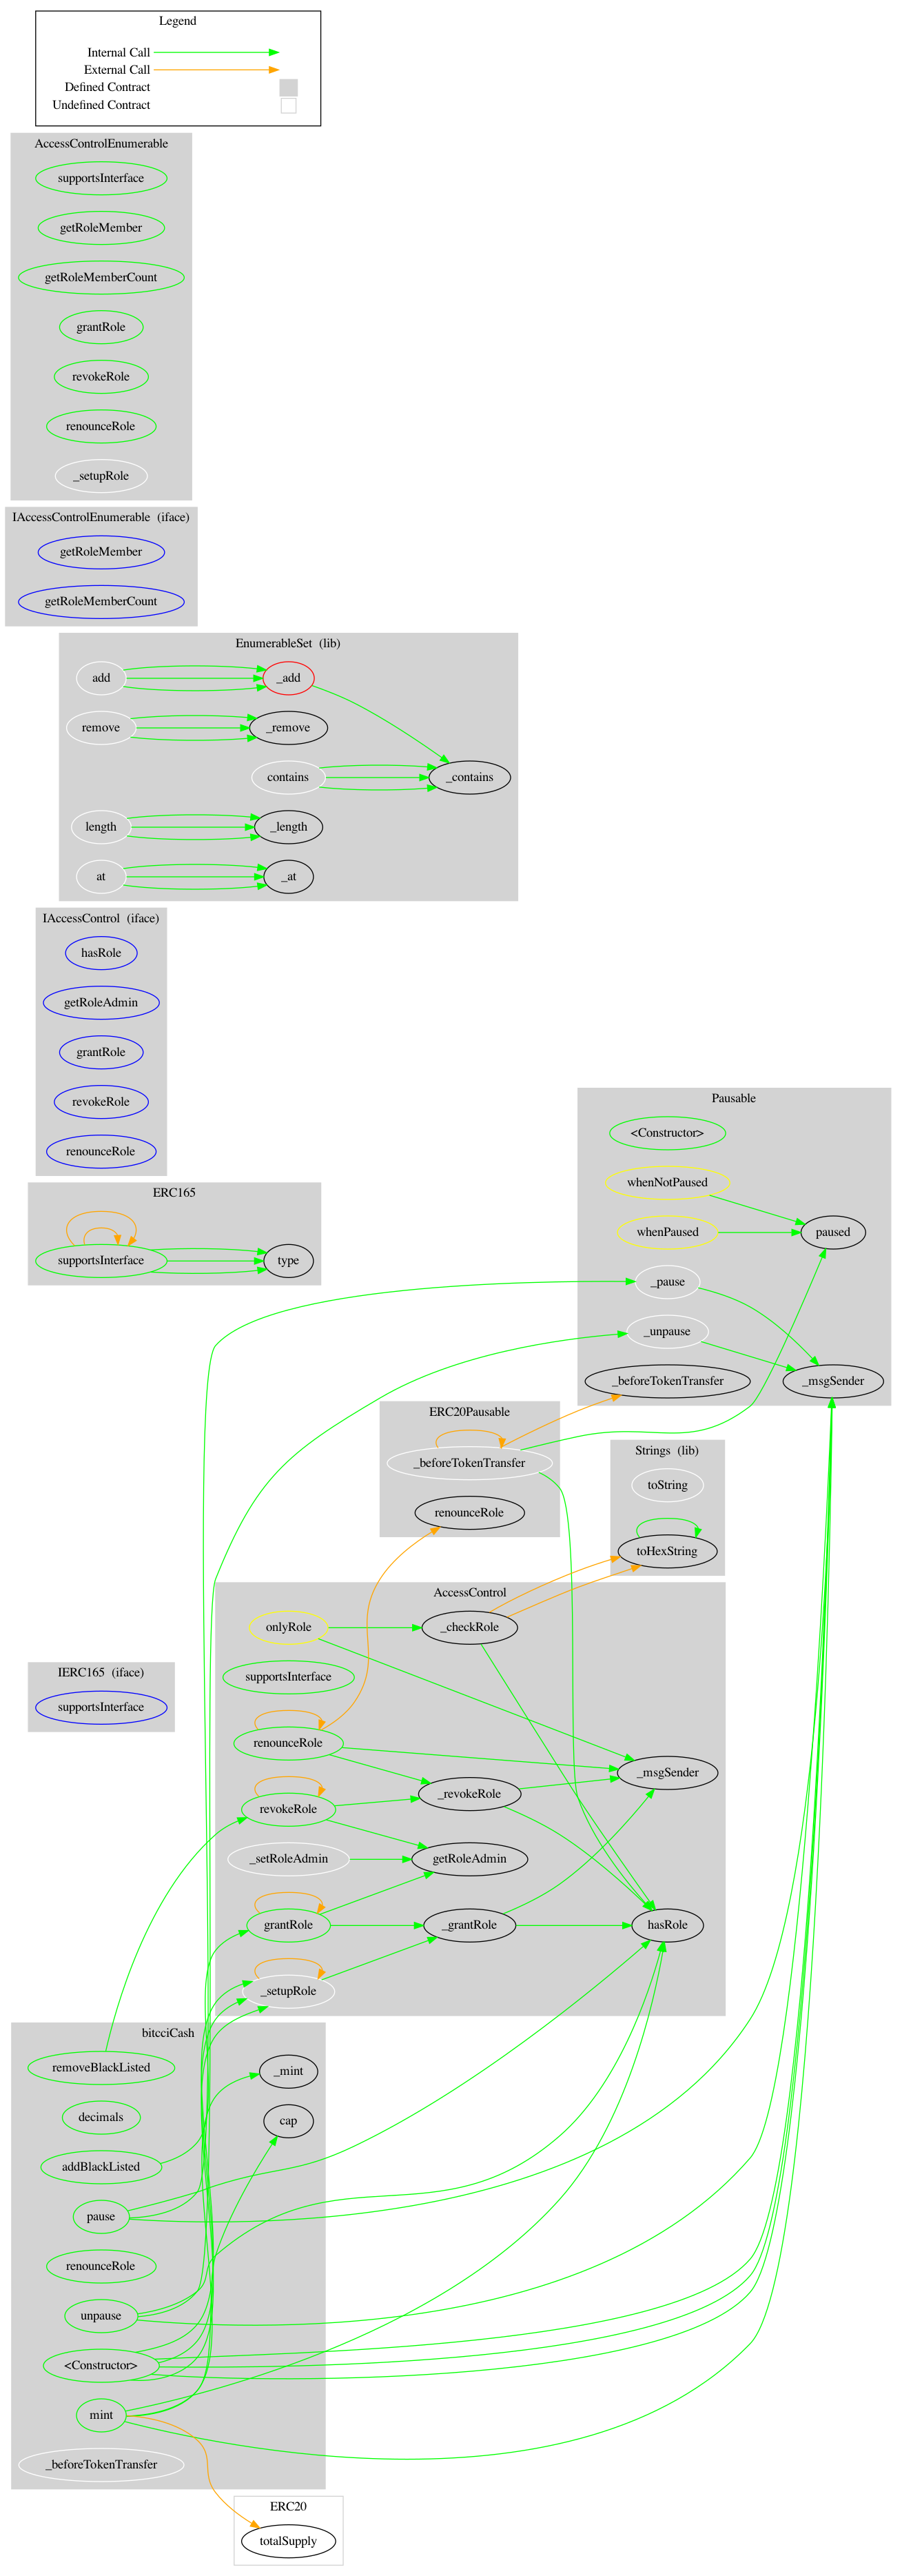 Legend
Internal Call
External Call
Defined Contract
Undefined Contract
AccessControlEnumerable
supportsInterface
getRoleMember
getRoleMemberCount
grantRole
revokeRole
renounceRole
_setupRole
IAccessControlEnumerable (iface)
getRoleMember
getRoleMemberCount
EnumerableSet (lib)
add
_add
remove
_remove
contains
_contains
length
_length
at
_at
IAccessControl (iface)
hasRole
getRoleAdmin
grantRole
revokeRole
renounceRole
ERC165
supportsInterface
type
Pausable
<Constructor>
whenNotPaused
whenPaused
paused
_pause
_unpause
_beforeTokenTransfer
_msgSender
ERC20Pausable
_beforeTokenTransfer
renounceRole
Strings (lib)
toString
toHexString
AccessControl
onlyRole
_checkRole
supportsInterface
renounceRole
_msgSender
revokeRole
_revokeRole
_setRoleAdmin
getRoleAdmin
grantRole
_grantRole
hasRole
_setupRole
IERC165 (iface)
supportsInterface
bitcciCash
removeBlackListed
_mint
decimals
cap
addBlackListed
pause
renounceRole
unpause
<Constructor>
mint
_beforeTokenTransfer
ERC20
totalSupply